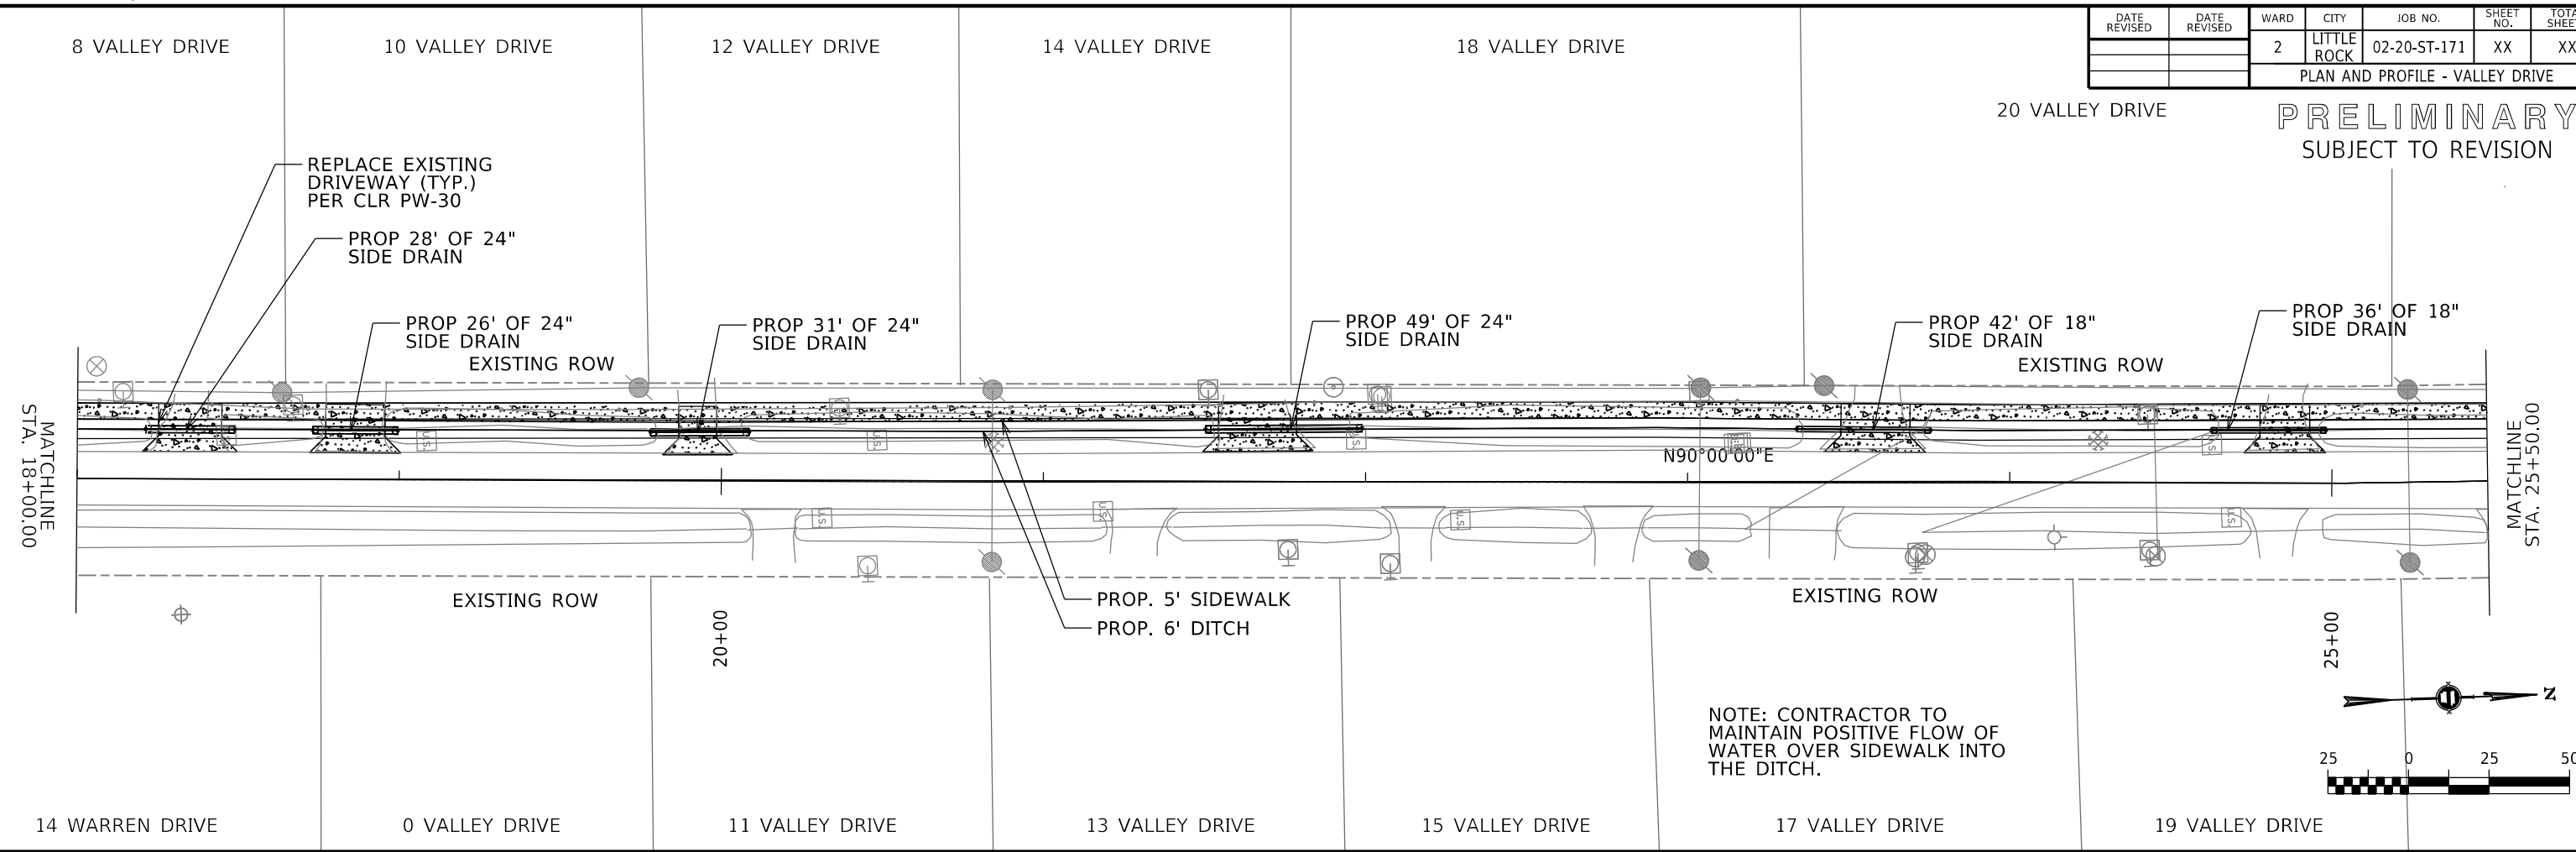 8 VALLEY DRIVE
10 VALLEY DRIVE
12 VALLEY DRIVE
14 VALLEY DRIVE
18 VALLEY DRIVE
20 VALLEY DRIVE
DATE
REVISED
DATE
REVISED
WARD
CITY
JOB NO.
SHEET
NO.
2
LITTLE
ROCK
02-20-ST-171
XX
XX
PLAN AND PROFILE - VALLEY DRIVE
PRELIMINARY
SUBJECT TO REVISION
REPLACE EXISTING
DRIVEWAY (TYP.)
PER CLR PW-30
PROP 28' OF 24"
SIDE DRAIN
PROP 26' OF 24"
SIDE DRAIN
EXISTING ROW
PROP 31' OF 24"
SIDE DRAIN
PROP 49' OF 24"
SIDE DRAIN
PROP 42' OF 18"
SIDE DRAIN
EXISTING ROW
PROP 36' OF 18"
SIDE DRAIN
MATCHLINE
STA. 18+00.00
MATCHLINE
STA. 25+50.00
N90°00'00"E
U.S.
U.S.
U.S.
U.S.
U.S.
U.S.
U.S.
U.S.
EXISTING ROW
PROP. 5' SIDEWALK
PROP. 6' DITCH
EXISTING ROW
20+00
25+00
NOTE: CONTRACTOR TO
MAINTAIN POSITIVE FLOW OF
WATER OVER SIDEWALK INTO
THE DITCH.
N
25 0 25
14 WARREN DRIVE
0 VALLEY DRIVE
11 VALLEY DRIVE
13 VALLEY DRIVE
15 VALLEY DRIVE
17 VALLEY DRIVE
19 VALLEY DRIVE